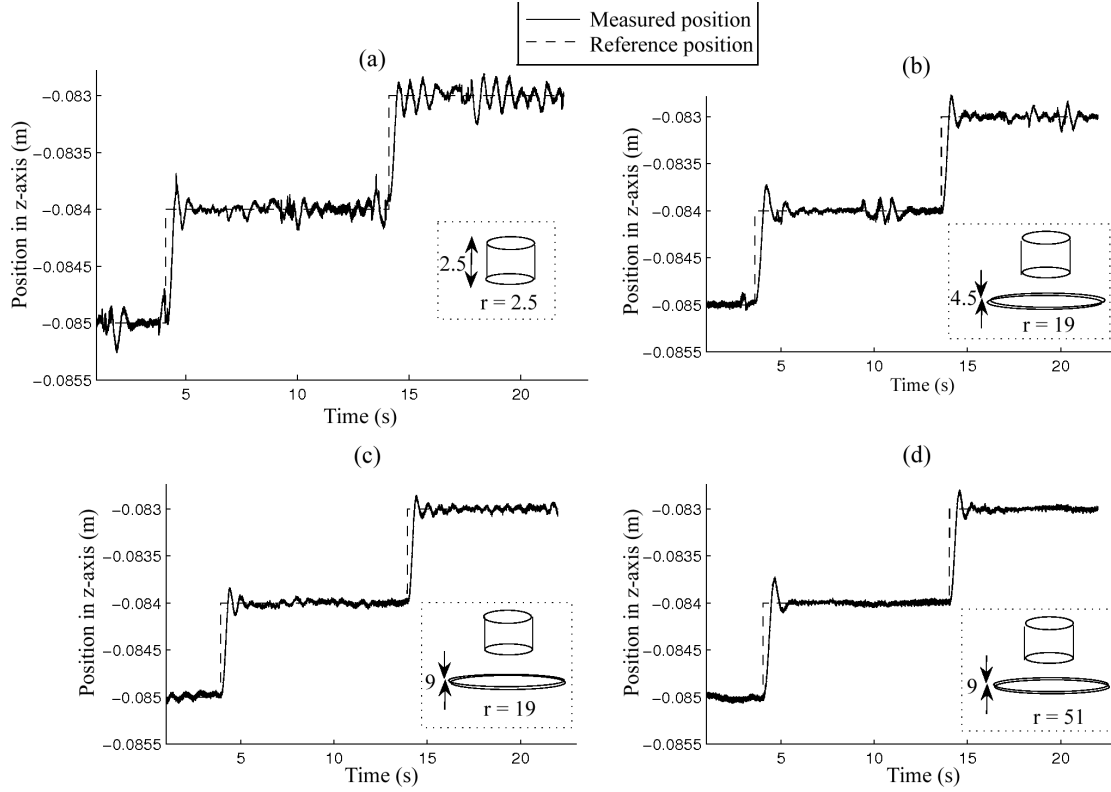 Measured position
Reference position
(a)
Position in z-axis (m)
−0.083
−0.0835
−0.084
−0.0845
−0.085
−0.0855
5
10
15
20
Time (s)
2.5
r = 2.5
(b)
Position in z-axis (m)
−0.083
−0.0835
−0.084
−0.0845
−0.085
−0.0855
5
10
15
20
Time (s)
4.5
r = 19
(c)
Position in z-axis (m)
−0.083
−0.0835
−0.084
−0.0845
−0.085
−0.0855
5
10
15
20
Time (s)
9
r = 19
(d)
Position in z-axis (m)
−0.083
−0.0835
−0.084
−0.0845
−0.085
−0.0855
5
10
15
20
Time (s)
9
r = 51